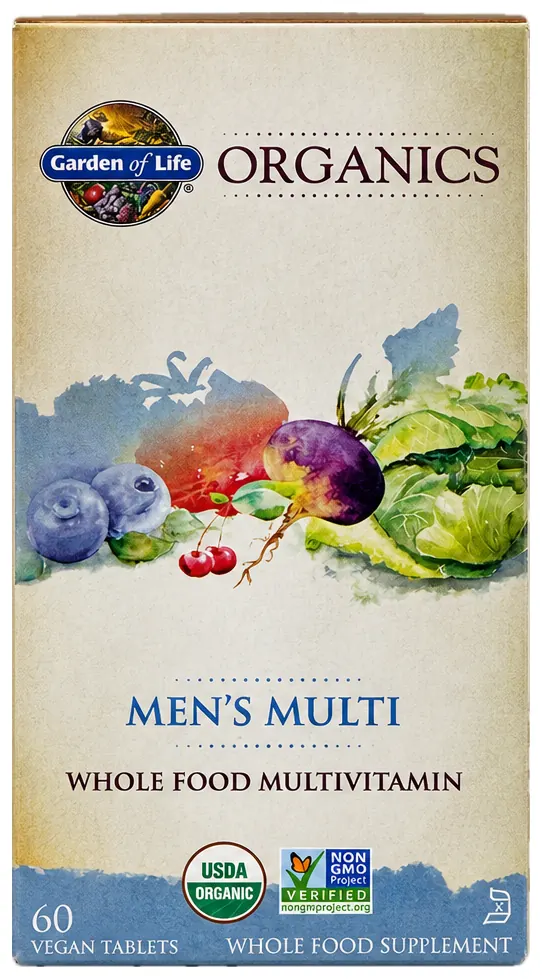 Garden of Life
®
ORGANICS
MEN'S MULTI
WHOLE FOOD MULTIVITAMIN
USDA
ORGANIC
NON
GMO
Project
VERIFIED
nongmoproject.org
60
VEGAN TABLETS
WHOLE FOOD SUPPLEMENT
x